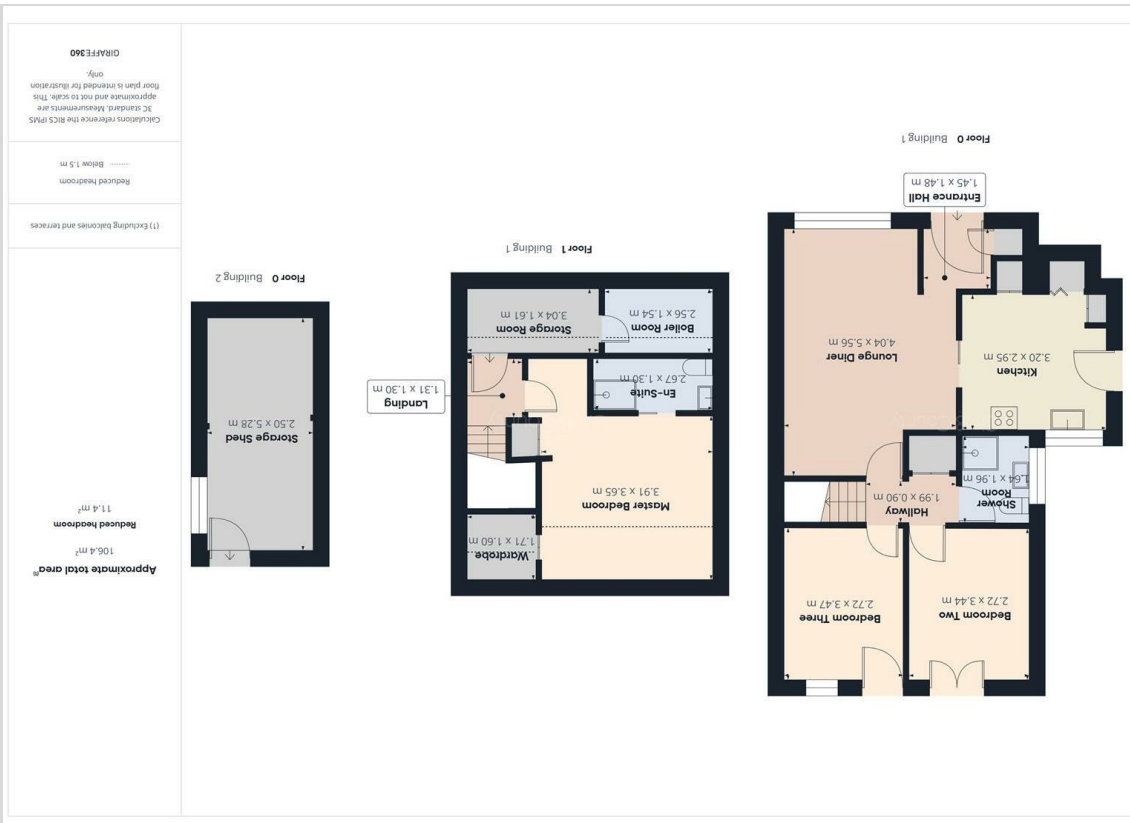 Floor 0 Building 1
Entrance Hall
1.45 x 1.48 m
Lounge Diner
4.04 x 5.56 m
Kitchen
3.20 x 2.95 m
Shower
Room
1.64 x 1.96 m
Hallway
1.99 x 0.90 m
Bedroom Two
2.72 x 3.44 m
Bedroom Three
2.72 x 3.47 m
Floor 1 Building 1
Boiler Room
2.56 x 1.54 m
Storage Room
3.04 x 1.61 m
En-Suite
2.67 x 1.30 m
Landing
1.31 x 1.30 m
Master Bedroom
3.91 x 3.65 m
Wardrobe
1.71 x 1.60 m
Floor 0 Building 2
Storage Shed
2.50 x 5.28 m
Approximate total area(1)
106.4 m²
Reduced headroom
11.4 m²
(1) Excluding balconies and terraces
Reduced headroom
........ Below 1.5 m
Calculations reference the RICS IPMS
3C standard. Measurements are
approximate and not to scale. This
floor plan is intended for illustration
only.
GIRAFFE360